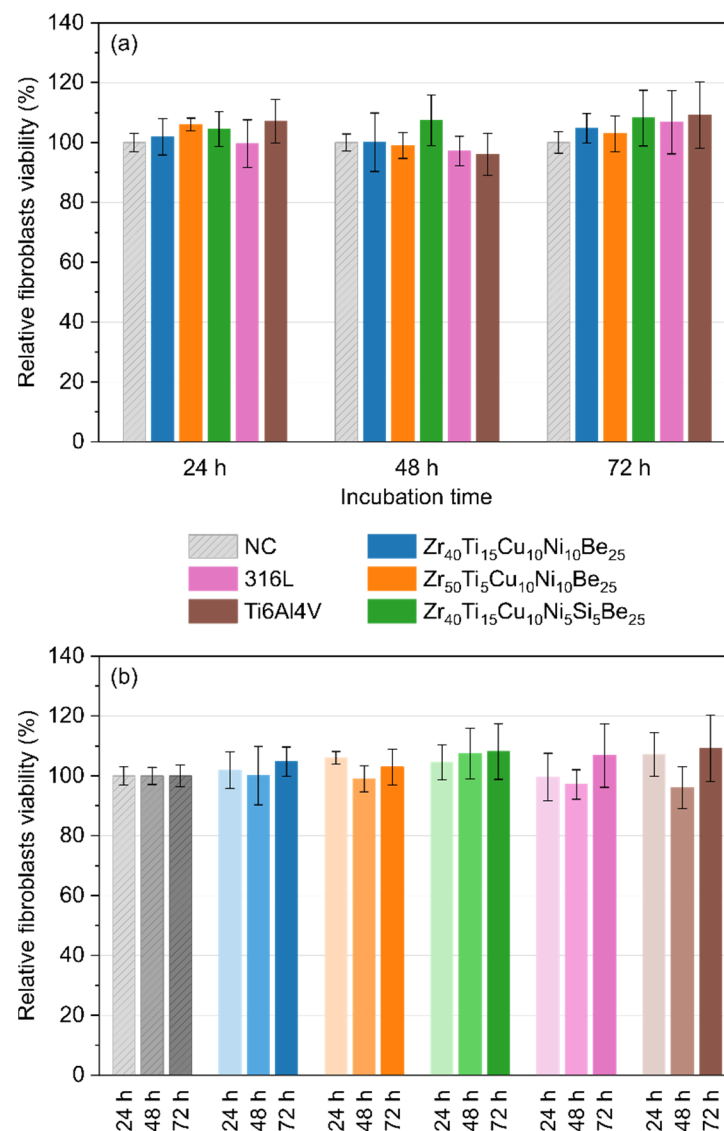 140
(a)
120
100
80
60
40
20
0
Relative fibroblasts viability (%)
24 h 48 h 72 h
Incubation time
NC Zr₄₀Ti₁₅Cu₁₀Ni₁₀Be₂₅
316L Zr₅₀Ti₅Cu₁₀Ni₁₀Be₂₅
Ti6Al4V Zr₄₀Ti₁₅Cu₁₀Ni₅Si₅Be₂₅
140
(b)
120
100
80
60
40
20
0
Relative fibroblasts viability (%)
24 h 48 h 72 h 24 h 48 h 72 h 24 h 48 h 72 h 24 h 48 h 72 h 24 h 48 h 72 h 24 h 48 h 72 h